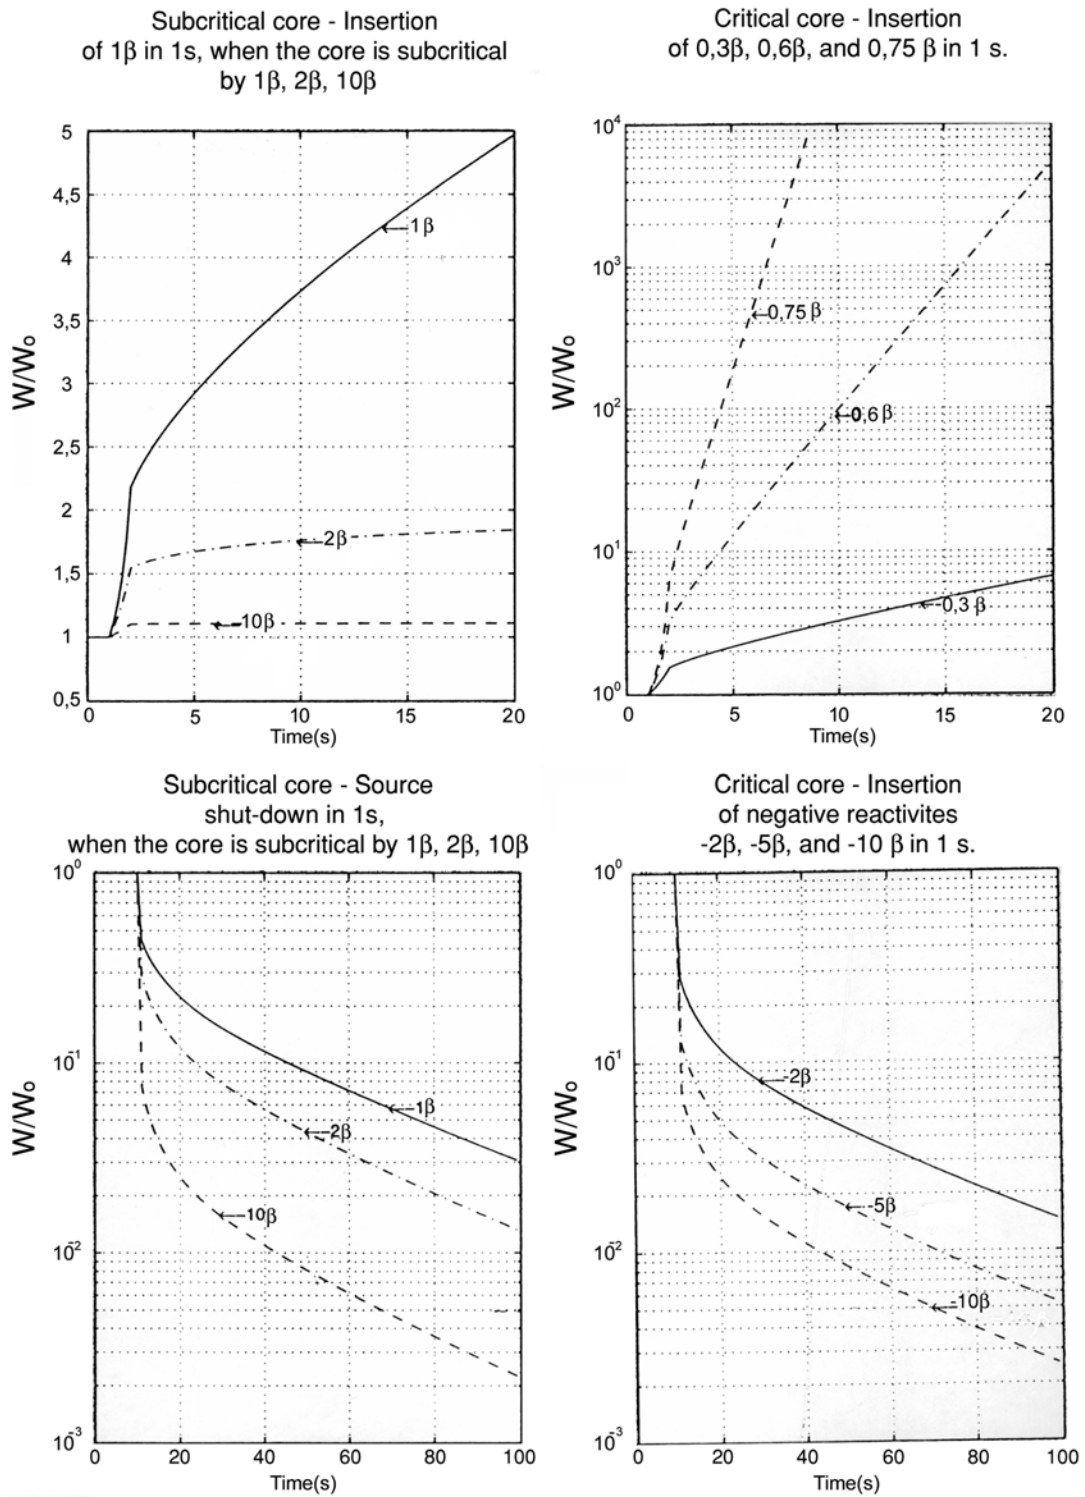 Subcritical core - Insertion
of 1β in 1s, when the core is subcritical
by 1β, 2β, 10β
5
4,5
4
3,5
3
2,5
2
1,5
1
0,5
W/Wo
1β
2β
10β
0
5
10
15
20
Time(s)
Critical core - Insertion
of 0,3β, 0,6β, and 0,75 β in 1 s.
10⁴
10³
10²
10¹
10⁰
W/Wo
0,75 β
0,6β
0,3 β
0
5
10
15
20
Time(s)
Subcritical core - Source
shut-down in 1s,
when the core is subcritical by 1β, 2β, 10β
10⁰
10⁻¹
10⁻²
10⁻³
W/Wo
1β
2β
10β
0
20
40
60
80
100
Time(s)
Critical core - Insertion
of negative reactivites
-2β, -5β, and -10 β in 1 s.
10⁰
10⁻¹
10⁻²
10⁻³
W/Wo
-2β
-5β
-10β
0
20
40
60
80
100
Time(s)